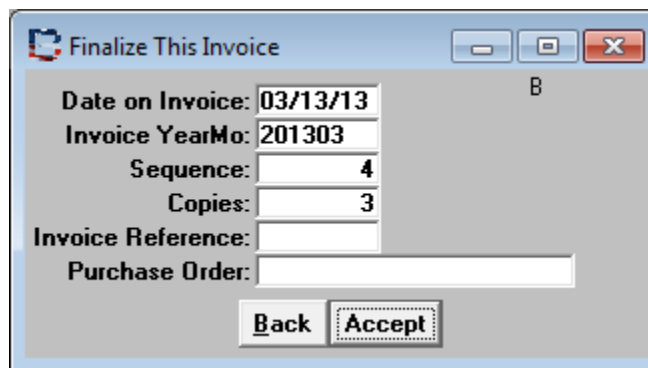 Finalize This Invoice
B
Date on Invoice: 03/13/13
Invoice YearMo: 201303
Sequence: 4
Copies: 3
Invoice Reference:
Purchase Order:
Back Accept